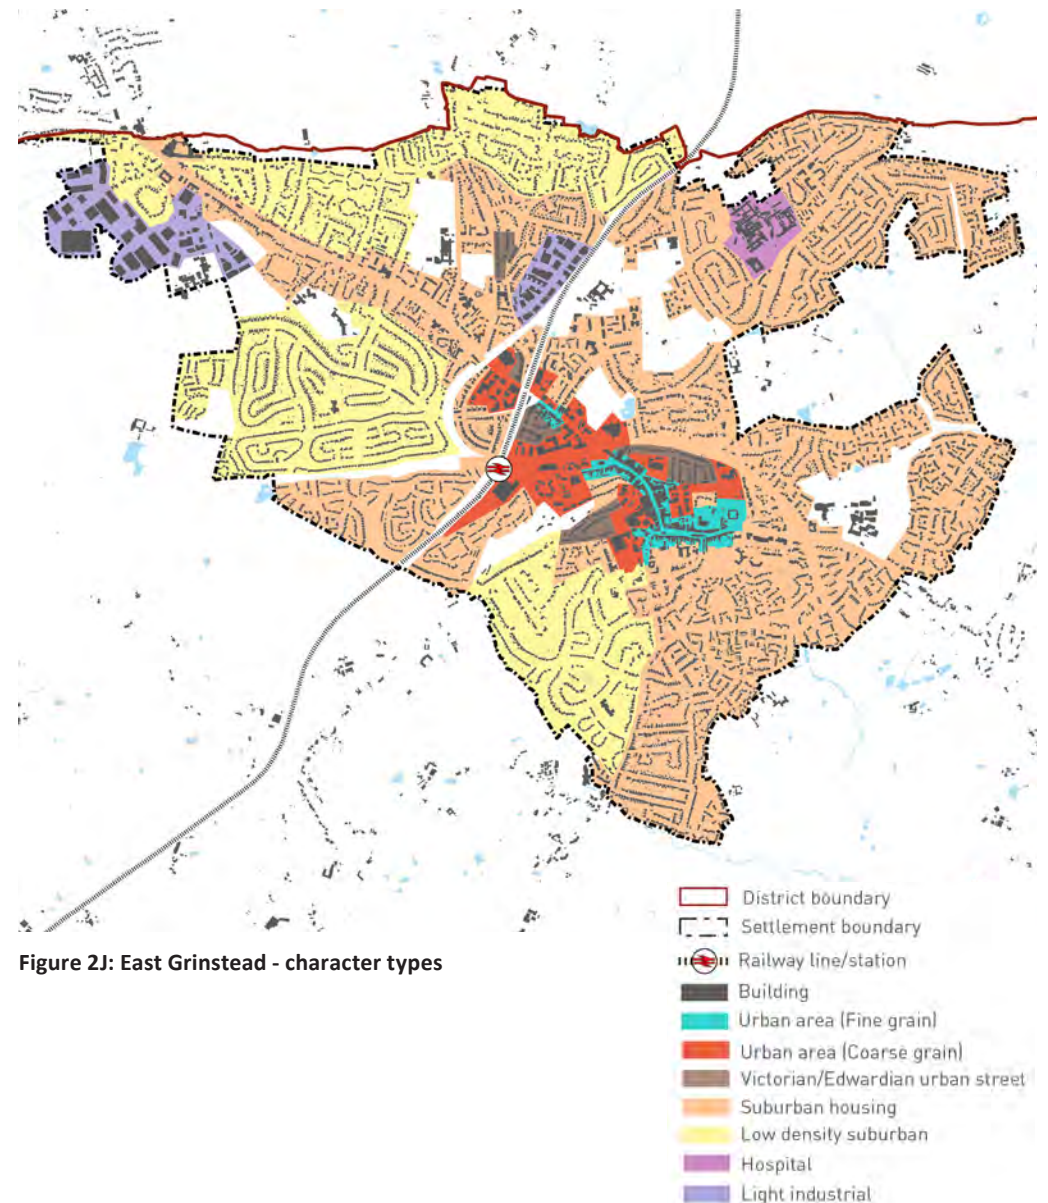 Figure 2J: East Grinstead - character types
District boundary
Settlement boundary
Railway line/station
Building
Urban area (Fine grain)
Urban area (Coarse grain)
Victorian/Edwardian urban street
Suburban housing
Low density suburban
Hospital
Light industrial